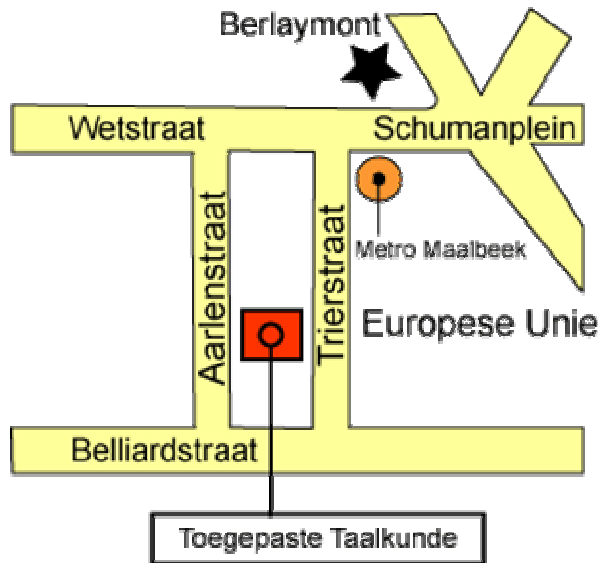 Berlaymont
Wetstraat
Schumanplein
Aarlenstraat
Trierstraat
Metro Maalbeek
Europese Unie
Belliardstraat
Toegepaste Taalkunde